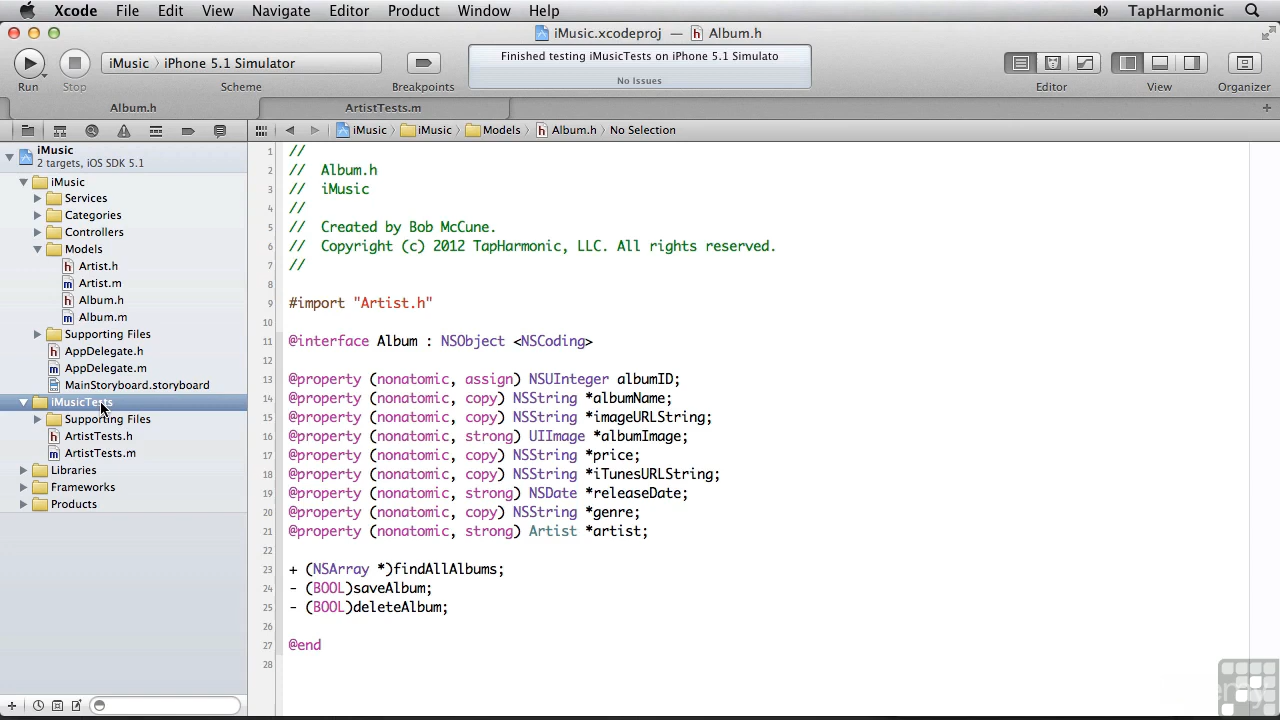 Xcode File Edit View Navigate Editor Product Window Help TapHarmonic
iMusic.xcodeproj — Album.h
iMusic 〉 iPhone 5.1 Simulator
Finished testing iMusicTests on iPhone 5.1 Simulato
No Issues
Run Stop Scheme Breakpoints Editor View Organizer
Album.h ArtistTests.m
iMusic iMusic Models Album.h No Selection
iMusic
2 targets, iOS SDK 5.1
iMusic
Services
Categories
Controllers
Models
Artist.h
Artist.m
Album.h
Album.m
Supporting Files
AppDelegate.h
AppDelegate.m
MainStoryboard.storyboard
iMusicTests
Supporting Files
ArtistTests.h
ArtistTests.m
Libraries
Frameworks
Products
1 //
2 // Album.h
3 // iMusic
4 //
5 // Created by Bob McCune.
6 // Copyright (c) 2012 TapHarmonic, LLC. All rights reserved.
7 //
8
9 #import "Artist.h"
10
11 @interface Album : NSObject <NSCoding>
12
13 @property (nonatomic, assign) NSUInteger albumID;
14 @property (nonatomic, copy) NSString *albumName;
15 @property (nonatomic, copy) NSString *imageURLString;
16 @property (nonatomic, strong) UIImage *albumImage;
17 @property (nonatomic, copy) NSString *price;
18 @property (nonatomic, copy) NSString *iTunesURLString;
19 @property (nonatomic, strong) NSDate *releaseDate;
20 @property (nonatomic, copy) NSString *genre;
21 @property (nonatomic, strong) Artist *artist;
22
23 + (NSArray *)findAllAlbums;
24 - (BOOL)saveAlbum;
25 - (BOOL)deleteAlbum;
26
27 @end
28